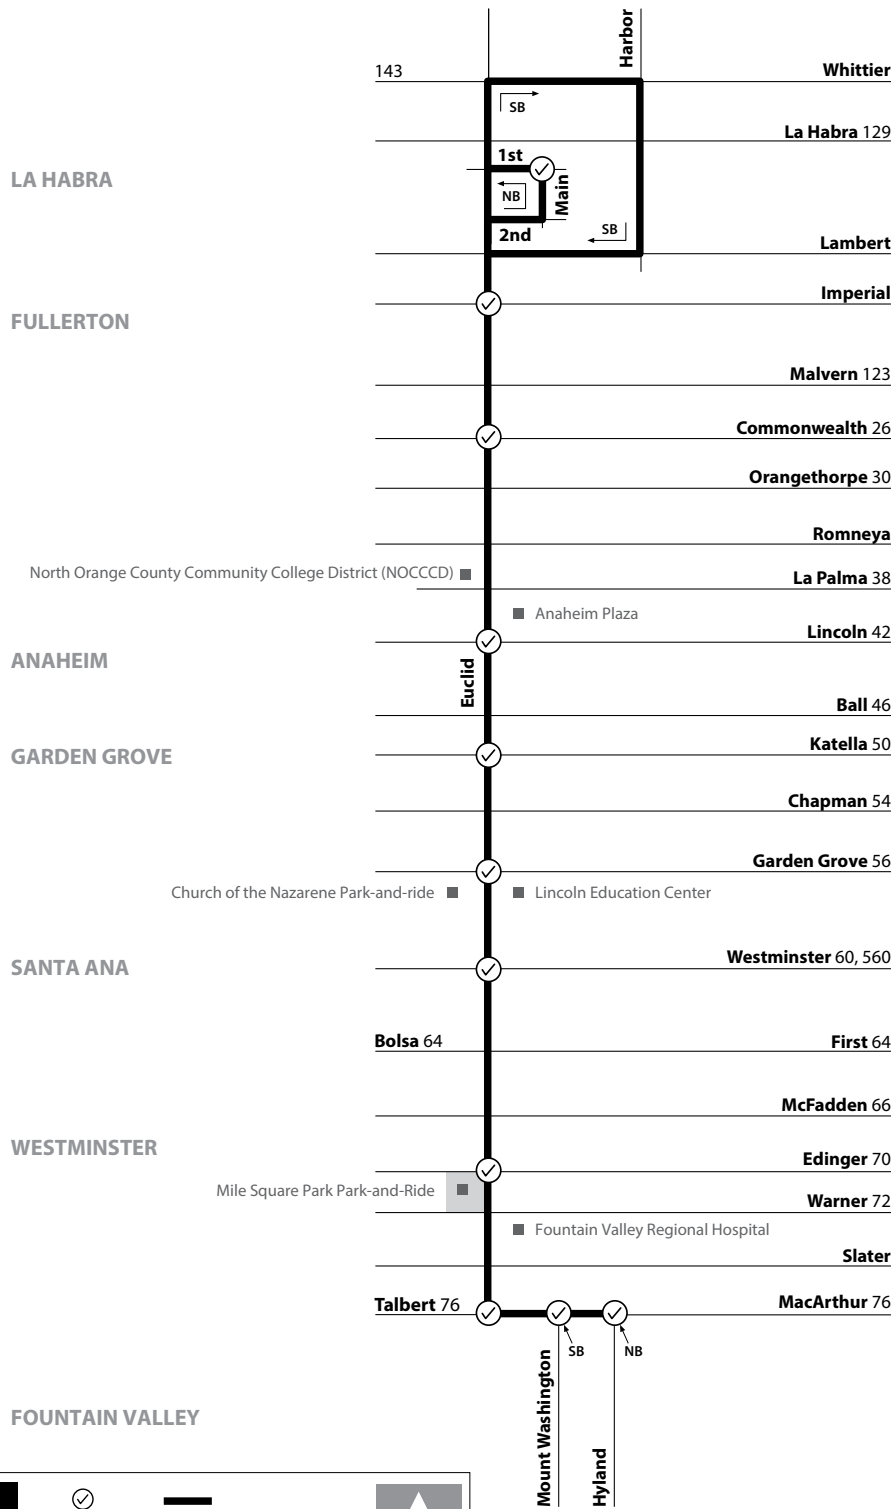 Harbor
143
Whittier
SB
La Habra 129
1st
LA HABRA
Main
NB
2nd
SB
Lambert
Imperial
FULLERTON
Malvern 123
Commonwealth 26
Orangethorpe 30
Romneya
North Orange County Community College District (NOCCCD)
La Palma 38
Anaheim Plaza
Lincoln 42
ANAHEIM
Euclid
Ball 46
Katella 50
GARDEN GROVE
Chapman 54
Garden Grove 56
Church of the Nazarene Park-and-ride
Lincoln Education Center
Westminster 60, 560
SANTA ANA
Bolsa 64
First 64
McFadden 66
WESTMINSTER
Edinger 70
Mile Square Park Park-and-Ride
Warner 72
Fountain Valley Regional Hospital
Slater
Talbert 76
MacArthur 76
SB
NB
Mount Washington
Hyland
FOUNTAIN VALLEY